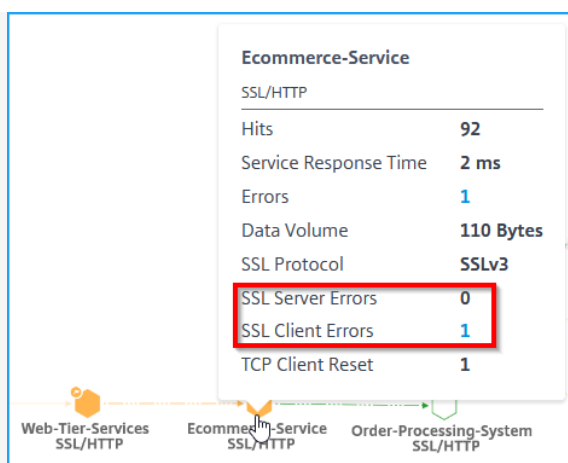 Ecommerce-Service
SSL/HTTP
Hits 92
Service Response Time 2 ms
Errors 1
Data Volume 110 Bytes
SSL Protocol SSLv3
SSL Server Errors 0
SSL Client Errors 1
TCP Client Reset 1
Web-Tier-Services Ecommerce-Service Order-Processing-System
SSL/HTTP SSL/HTTP SSL/HTTP